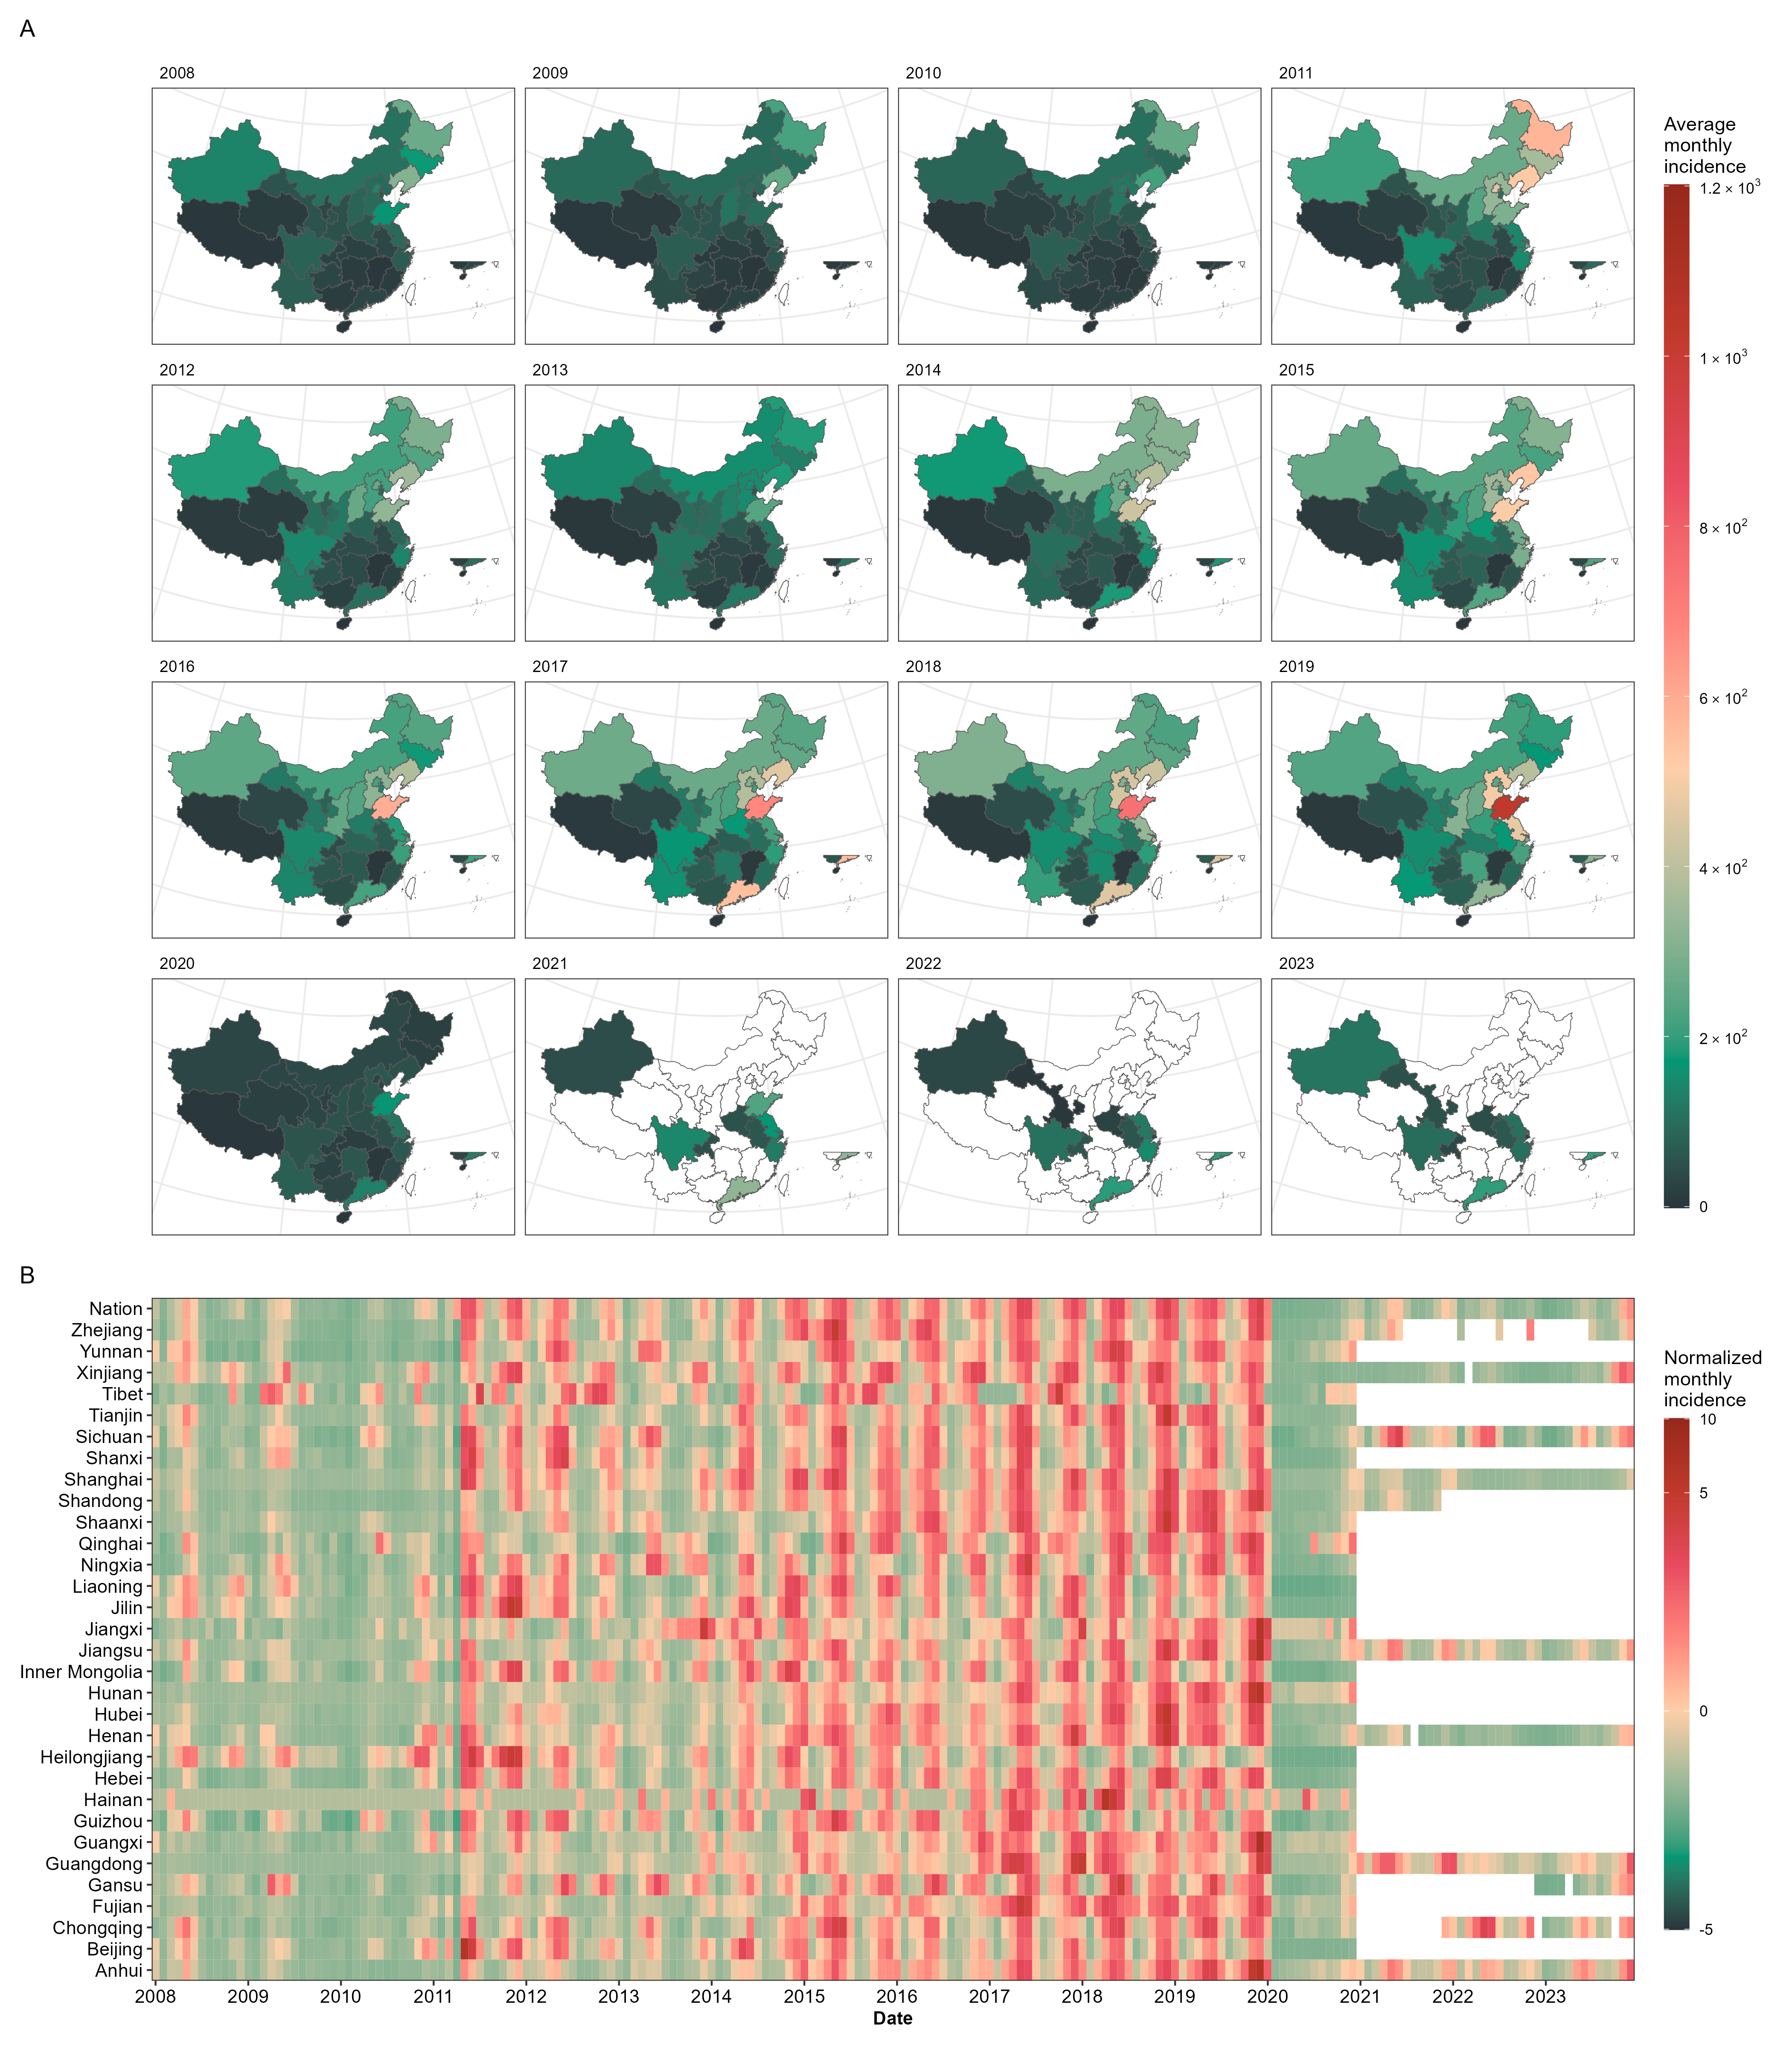 A
2008
2009
2010
2011
Average
monthly
incidence
1.2 × 10³
1 × 10³
8 × 10²
6 × 10²
4 × 10²
2 × 10²
0
2012
2013
2014
2015
2016
2017
2018
2019
2020
2021
2022
2023
B
Nation
Zhejiang
Yunnan
Xinjiang
Tibet
Tianjin
Sichuan
Shanxi
Shanghai
Shandong
Shaanxi
Qinghai
Ningxia
Liaoning
Jilin
Jiangxi
Jiangsu
Inner Mongolia
Hunan
Hubei
Henan
Heilongjiang
Hebei
Hainan
Guizhou
Guangxi
Guangdong
Gansu
Fujian
Chongqing
Beijing
Anhui
2008 2009 2010 2011 2012 2013 2014 2015 2016 2017 2018 2019 2020 2021 2022 2023
Date
Normalized
monthly
incidence
10
5
0
-5